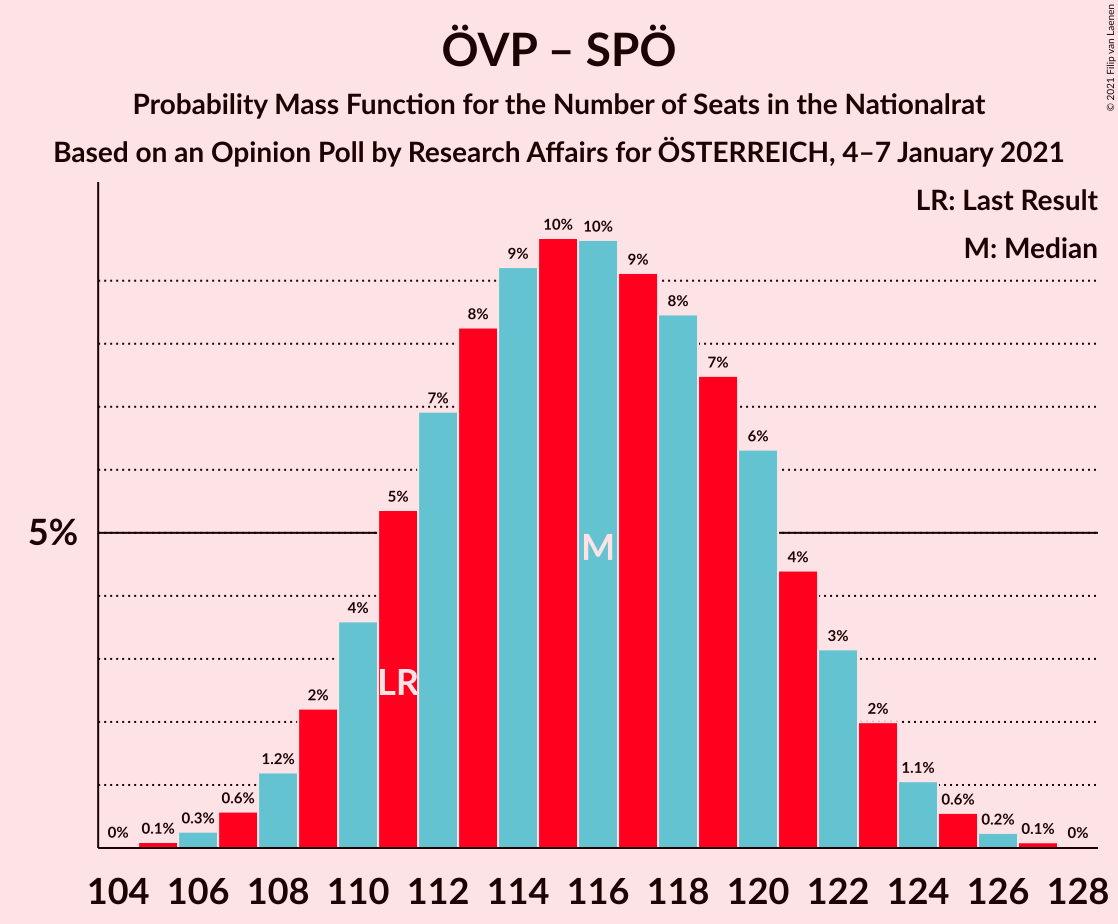 ÖVP – SPÖ
Probability Mass Function for the Number of Seats in the Nationalrat
Based on an Opinion Poll by Research Affairs for ÖSTERREICH, 4–7 January 2021
© 2021 Filip van Laenen
LR: Last Result
M: Median
5%
0% 0.1% 0.3% 0.6% 1.2% 2% 4% 5% 7% 8% 9% 10% 10% 9% 8% 7% 6% 4% 3% 2% 1.1% 0.6% 0.2% 0.1% 0%
LR
M
104 106 108 110 112 114 116 118 120 122 124 126 128